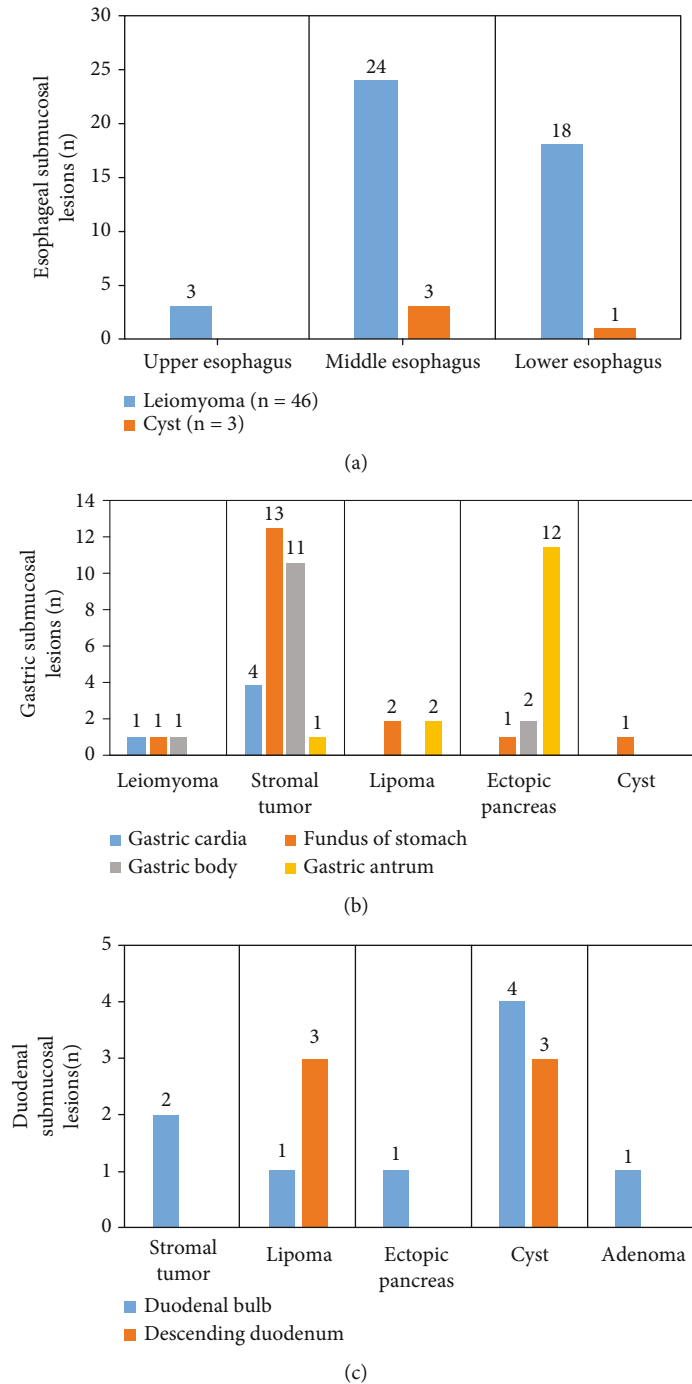 30
25
20
15
10
5
0
Esophageal submucosal
lesions (n)
3
24
3
18
1
Upper esophagus
Middle esophagus
Lower esophagus
Leiomyoma (n = 46)
Cyst (n = 3)
(a)
14
12
10
8
6
4
2
0
Gastric submucosal
lesions (n)
1
1
1
4
13
11
1
2
2
1
2
12
1
Leiomyoma
Stromal
tumor
Lipoma
Ectopic
pancreas
Cyst
Gastric cardia
Fundus of stomach
Gastric body
Gastric antrum
(b)
5
4
3
2
1
0
Duodenal
submucosal
lesions(n)
2
1
3
1
4
3
1
Stromal
tumor
Lipoma
Ectopic
pancreas
Cyst
Adenoma
Duodenal bulb
Descending duodenum
(c)